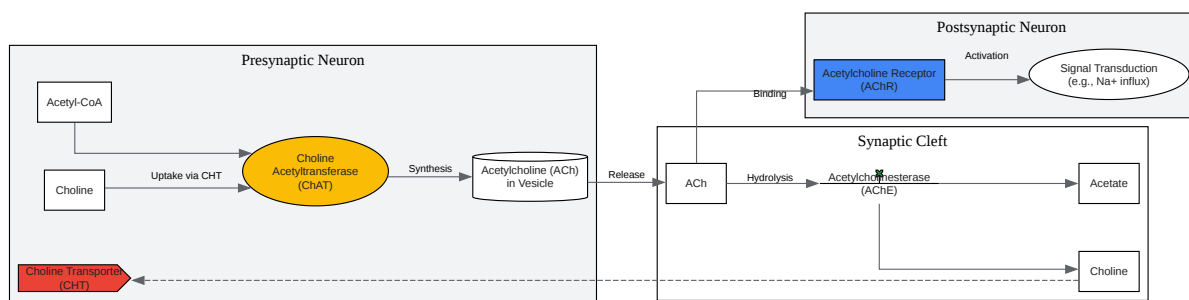 Presynaptic Neuron
Acetyl-CoA
Choline
Uptake via CHT
Choline
Acetyltransferase
(ChAT)
Synthesis
Acetylcholine (ACh)
in Vesicle
Choline Transporter
(CHT)
Release
Postsynaptic Neuron
Binding
Acetylcholine Receptor
(AChR)
Activation
Signal Transduction
(e.g., Na+ influx)
Synaptic Cleft
ACh
Hydrolysis
Acetylcholinesterase
(AChE)
Acetate
Choline